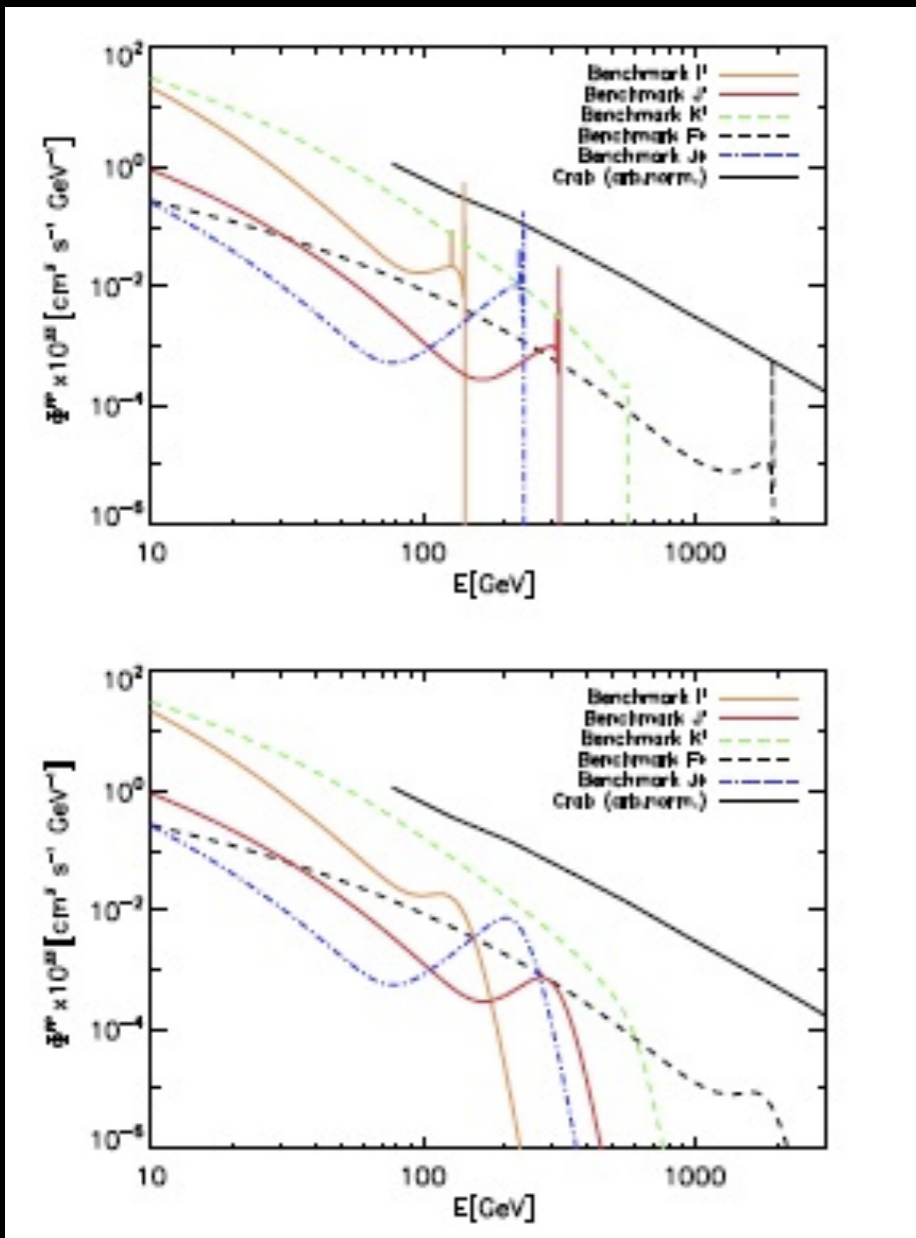 10²
10⁰
10⁻²
10⁻⁴
10⁻⁶
Benchmark I'
Benchmark J'
Benchmark K'
Benchmark
Benchmark
Crab (arb.norm.)
10
100
1000
E[GeV]
10²
10⁰
10⁻²
10⁻⁴
10⁻⁶
Benchmark I'
Benchmark J'
Benchmark K'
Benchmark
Benchmark
Crab (arb.norm.)
10
100
1000
E[GeV]